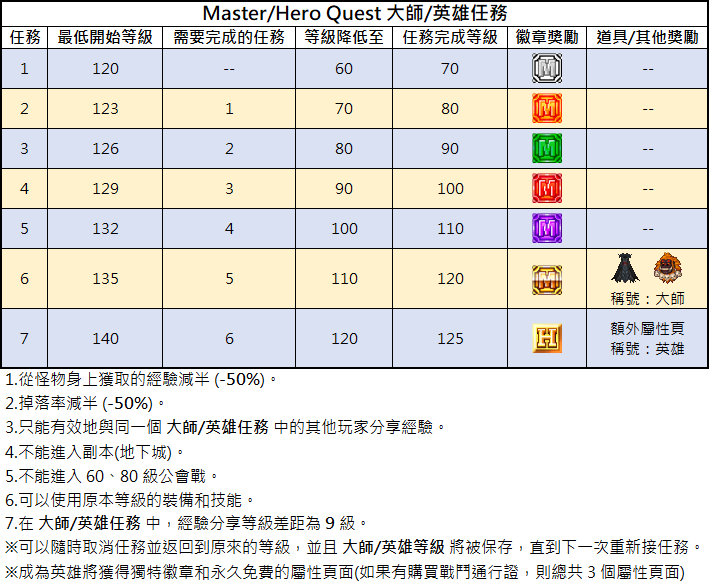 Master/Hero Quest 大師/英雄任務
任務 最低開始等級 需要完成的任務 等級降低至 任務完成等級 徽章獎勵 道具/其他獎勵
1 120 -- 60 70 M --
2 123 1 70 80 M --
3 126 2 80 90 M --
4 129 3 90 100 M --
5 132 4 100 110 M --
6 135 5 110 120 M 稱號：大師
7 140 6 120 125 H 額外屬性頁
稱號：英雄
1.從怪物身上獲取的經驗減半 (-50%)。
2.掉落率減半 (-50%)。
3.只能有效地與同一個 大師/英雄任務 中的其他玩家分享經驗。
4.不能進入副本(地下城)。
5.不能進入 60、80 級公會戰。
6.可以使用原本等級的裝備和技能。
7.在 大師/英雄任務 中，經驗分享等級差距為 9 級。
※可以隨時取消任務並返回到原來的等級，並且 大師/英雄等級 將被保存，直到下一次重新接任務。
※成為英雄將獲得獨特徽章和永久免費的屬性頁面(如果有購買戰鬥通行證，則總共 3 個屬性頁面)